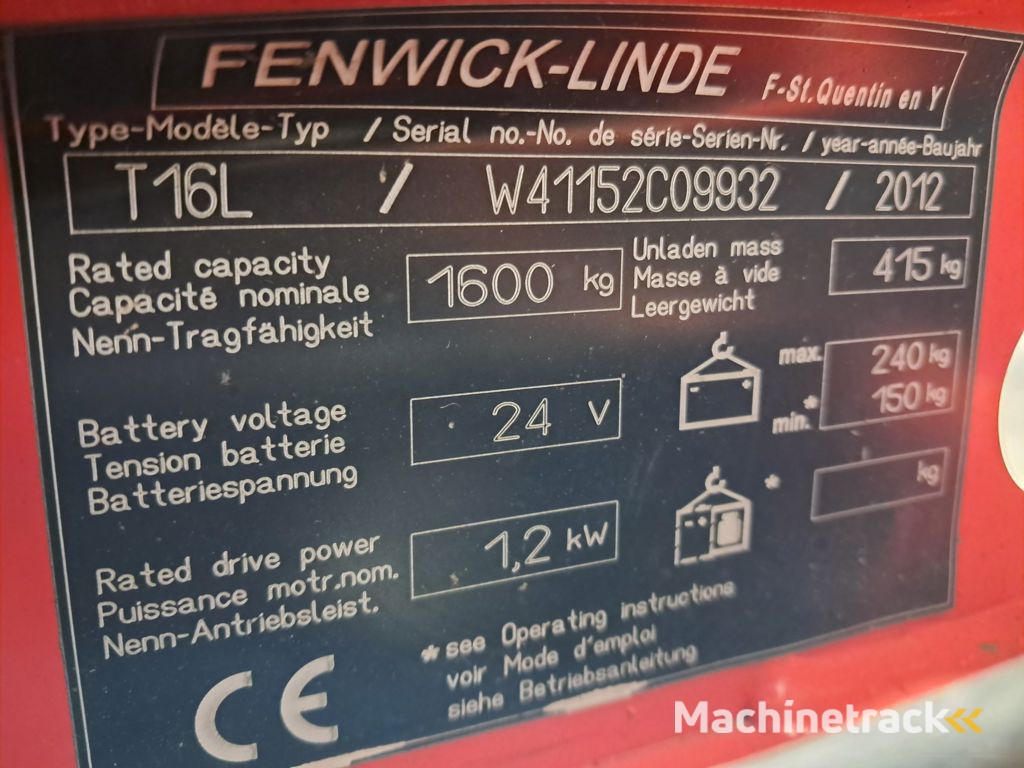 FENWICK-LINDE F-St.Quentin en Y
Type-Modèle-Typ / Serial no.-No. de série-Serien-Nr. / year-année-Baujahr
T16L / W41152C09932 / 2012
Rated capacity
Capacité nominale
Nenn-Tragfähigkeit
1600 kg
Unladen mass
Masse à vide
Leergewicht
415 kg
Battery voltage
Tension batterie
Batteriespannung
24 V
max. 240 kg
*
min. 150 kg
* kg
Rated drive power
Puissance motr.nom.
Nenn-Antriebsleist.
1,2 kW
* see Operating instructions
voir Mode d'emploi
siehe Betriebsanleitung
CE
Machinetrack